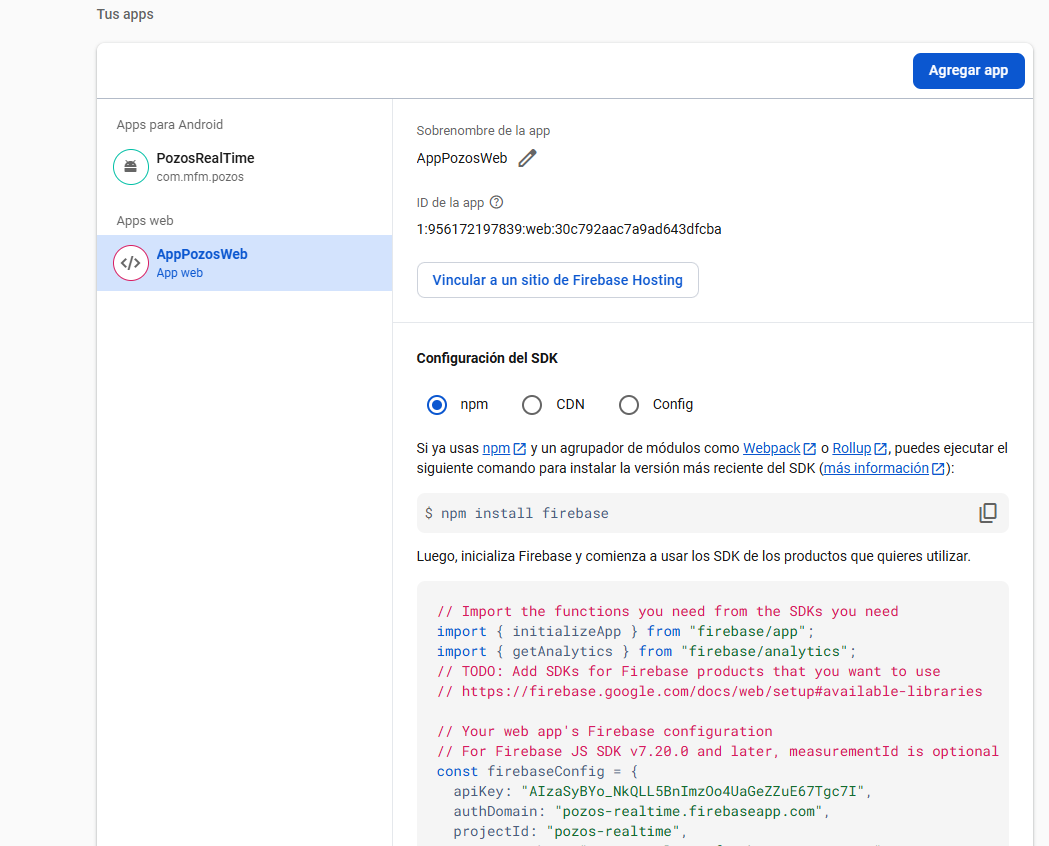 Tus apps
Agregar app
Apps para Android
PozosRealTime
com.mfm.pozos
Apps web
AppPozosWeb
App web
Sobrenombre de la app
AppPozosWeb
ID de la app
1:956172197839:web:30c792aac7a9ad643dfcba
Vincular a un sitio de Firebase Hosting
Configuración del SDK
npm CDN Config
Si ya usas npm y un agrupador de módulos como Webpack o Rollup, puedes ejecutar el
siguiente comando para instalar la versión más reciente del SDK (más información):
$ npm install firebase
Luego, inicializa Firebase y comienza a usar los SDK de los productos que quieres utilizar.
// Import the functions you need from the SDKs you need
import { initializeApp } from "firebase/app";
import { getAnalytics } from "firebase/analytics";
// TODO: Add SDKs for Firebase products that you want to use
// https://firebase.google.com/docs/web/setup#available-libraries
// Your web app's Firebase configuration
// For Firebase JS SDK v7.20.0 and later, measurementId is optional
const firebaseConfig = {
apiKey: "AIzaSyBYo_NkQLL5BnImzOo4UaGeZZuE67Tgc7I",
authDomain: "pozos-realtime.firebaseapp.com",
projectId: "pozos-realtime",